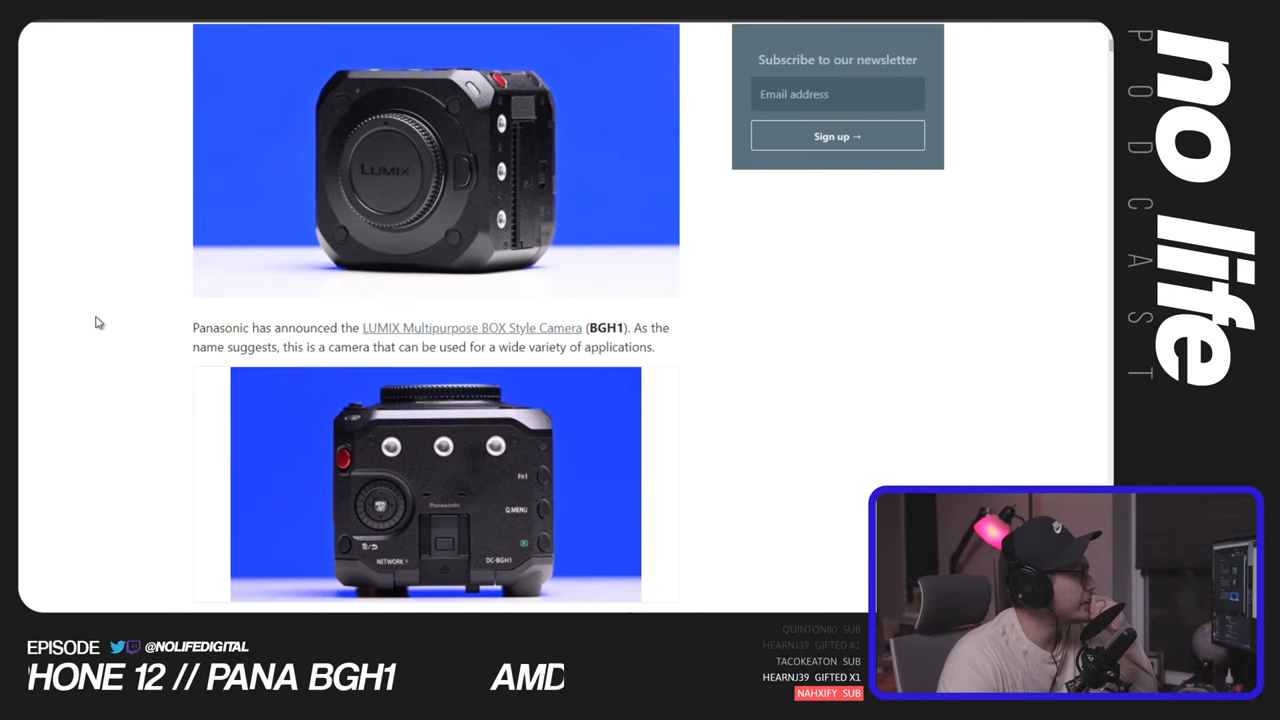 Subscribe to our newsletter
Email address
Sign up →
LUMIX
Panasonic has announced the LUMIX Multipurpose BOX Style Camera (BGH1). As the
name suggests, this is a camera that can be used for a wide variety of applications.
Fn1
MENU
Q.MENU
Panasonic
NETWORK
DC-BGH1
no life
PODCAST
EPISODE
@NOLIFEDIGITAL
HONE 12 // PANA BGH1
AMD
QUINTON80 SUB
HEARNJ39 GIFTED X1
TACOKEATON SUB
HEARNJ39 GIFTED X1
NAHXIFY SUB